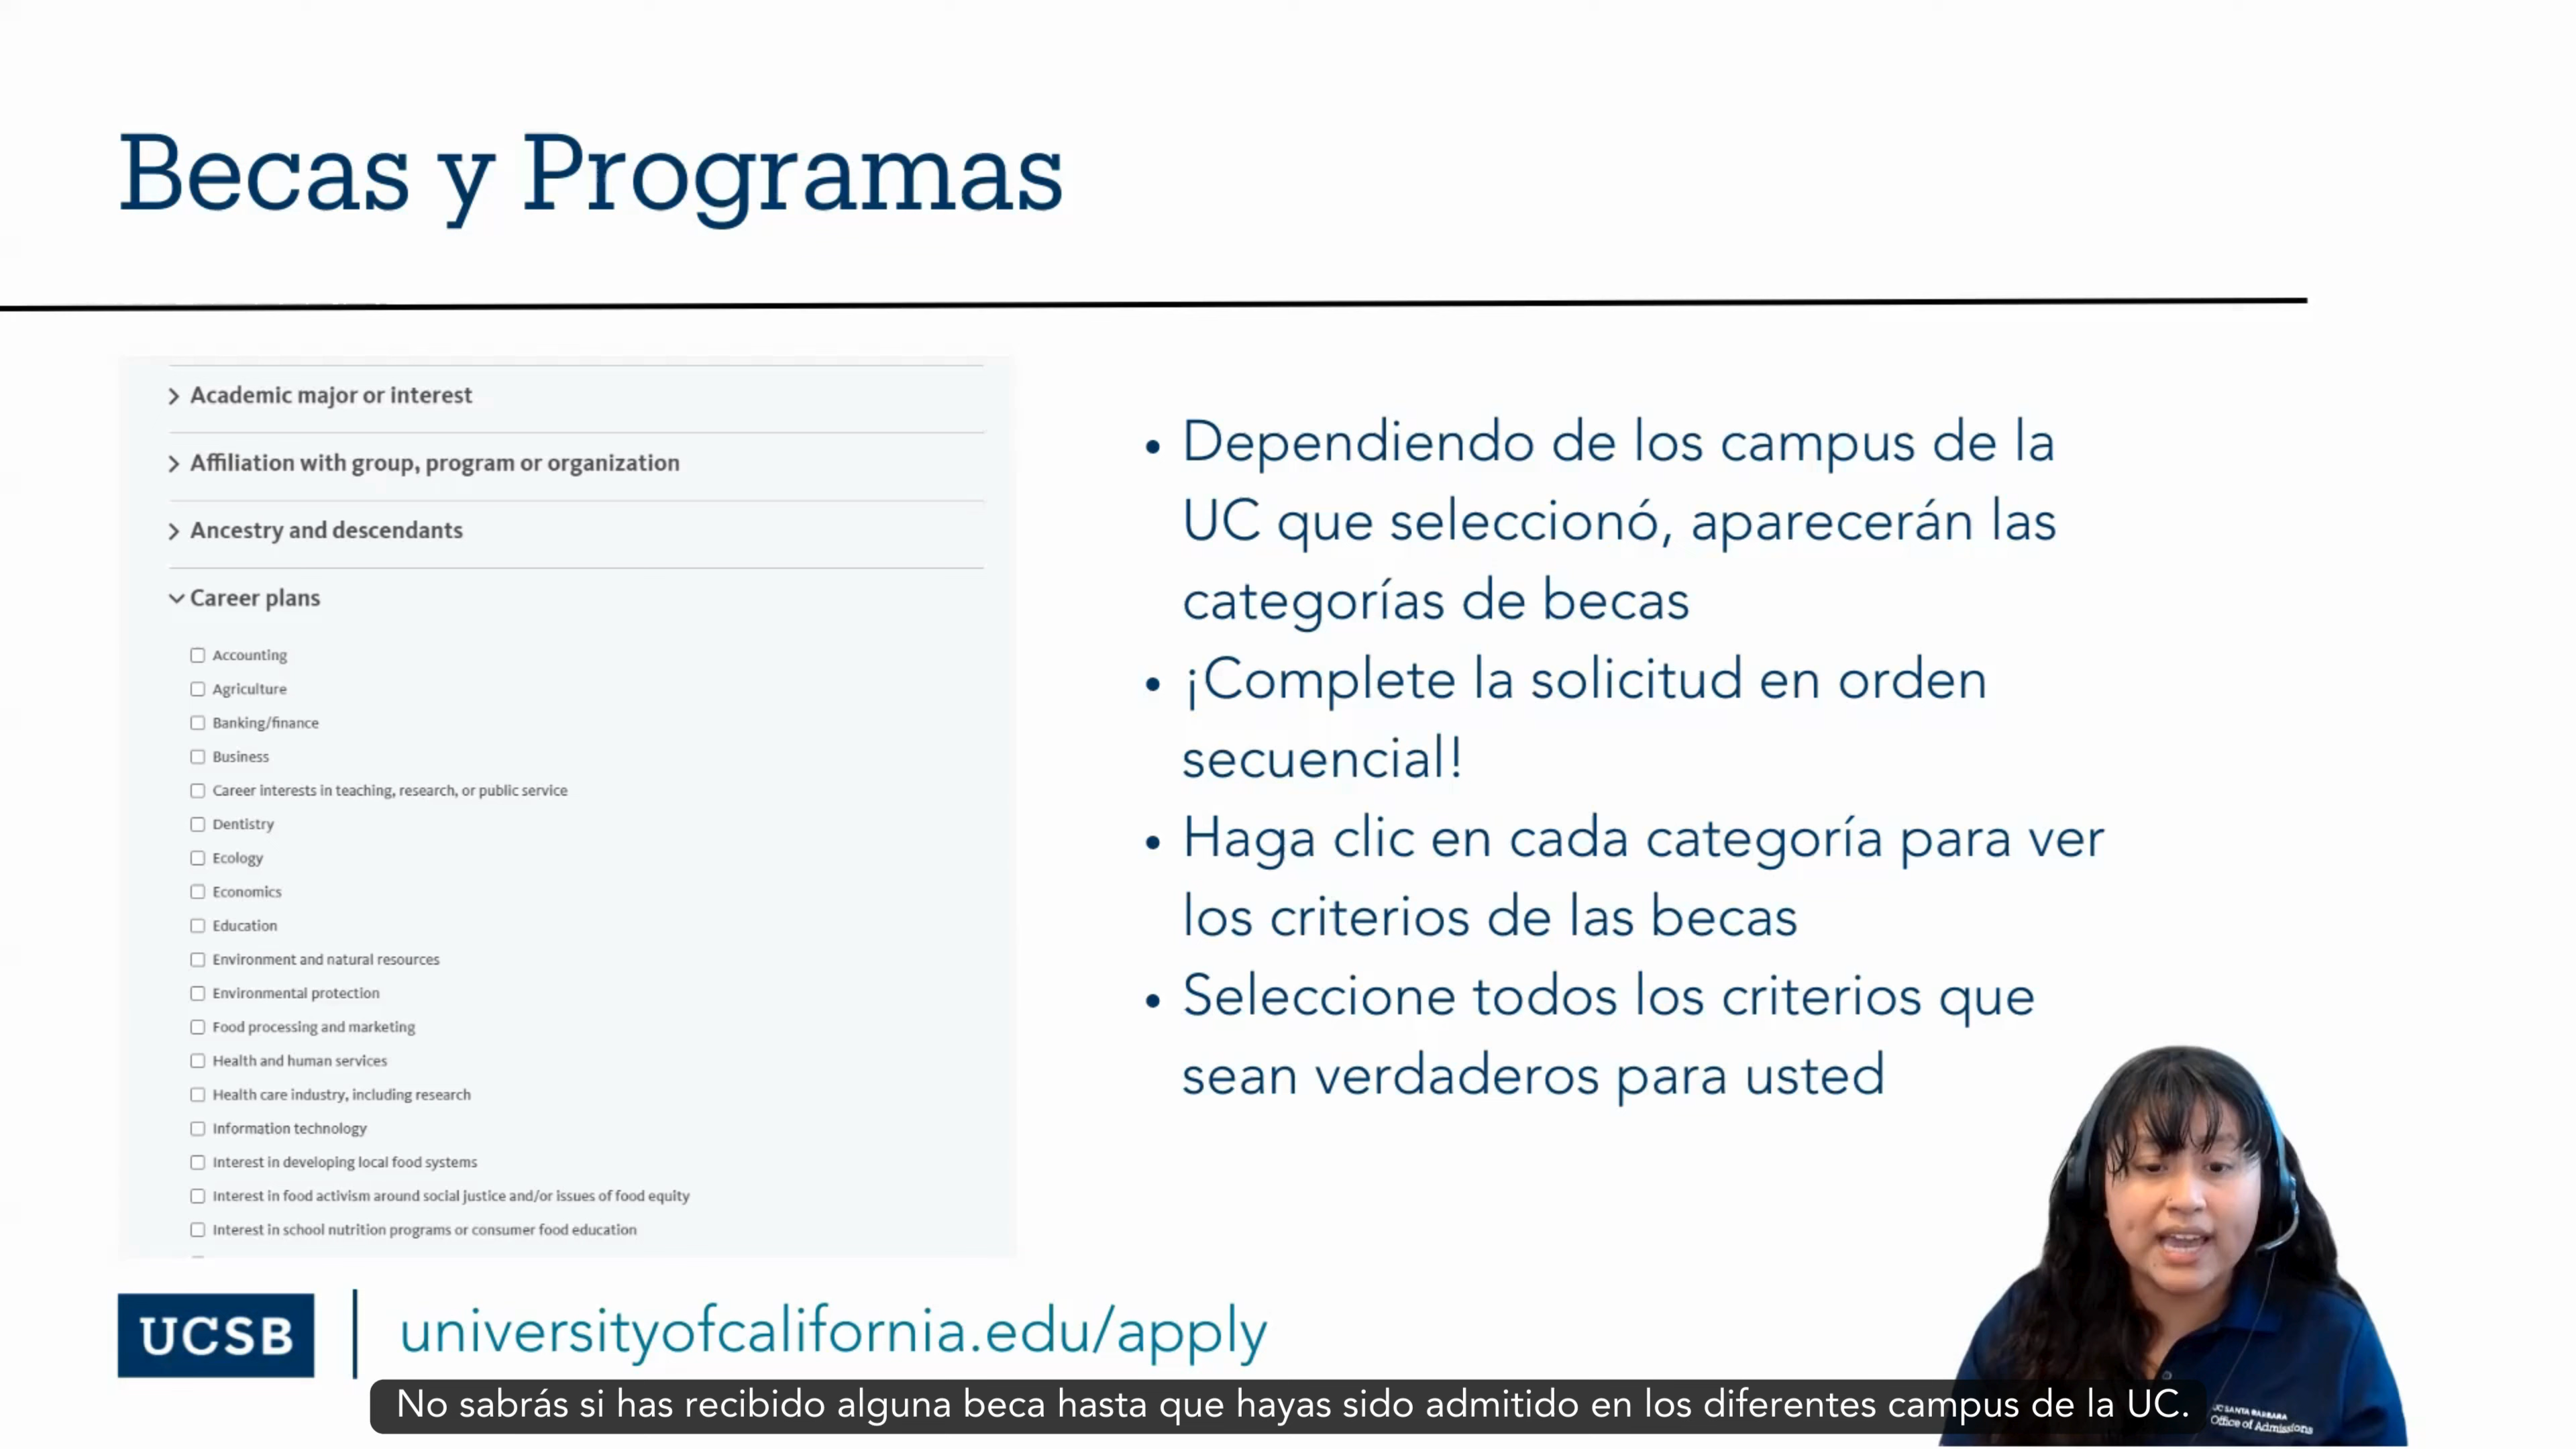 Becas y Programas
Academic major or interest
Affiliation with group, program or organization
Ancestry and descendants
Career plans
Accounting
Agriculture
Banking/finance
Business
Career interests in teaching, research, or public service
Dentistry
Ecology
Economics
Education
Environment and natural resources
Environmental protection
Food processing and marketing
Health and human services
Health care industry, including research
Information technology
Interest in developing local food systems
Interest in food activism around social justice and/or issues of food equity
Interest in school nutrition programs or consumer food education
• Dependiendo de los campus de la
UC que seleccionó, aparecerán las
categorías de becas
• ¡Complete la solicitud en orden
secuencial!
• Haga clic en cada categoría para ver
los criterios de las becas
• Seleccione todos los criterios que
sean verdaderos para usted
UCSB
universityofcalifornia.edu/apply
No sabrás si has recibido alguna beca hasta que hayas sido admitido en los diferentes campus de la UC.
UC SANTA BARBARA
Office of Admissions